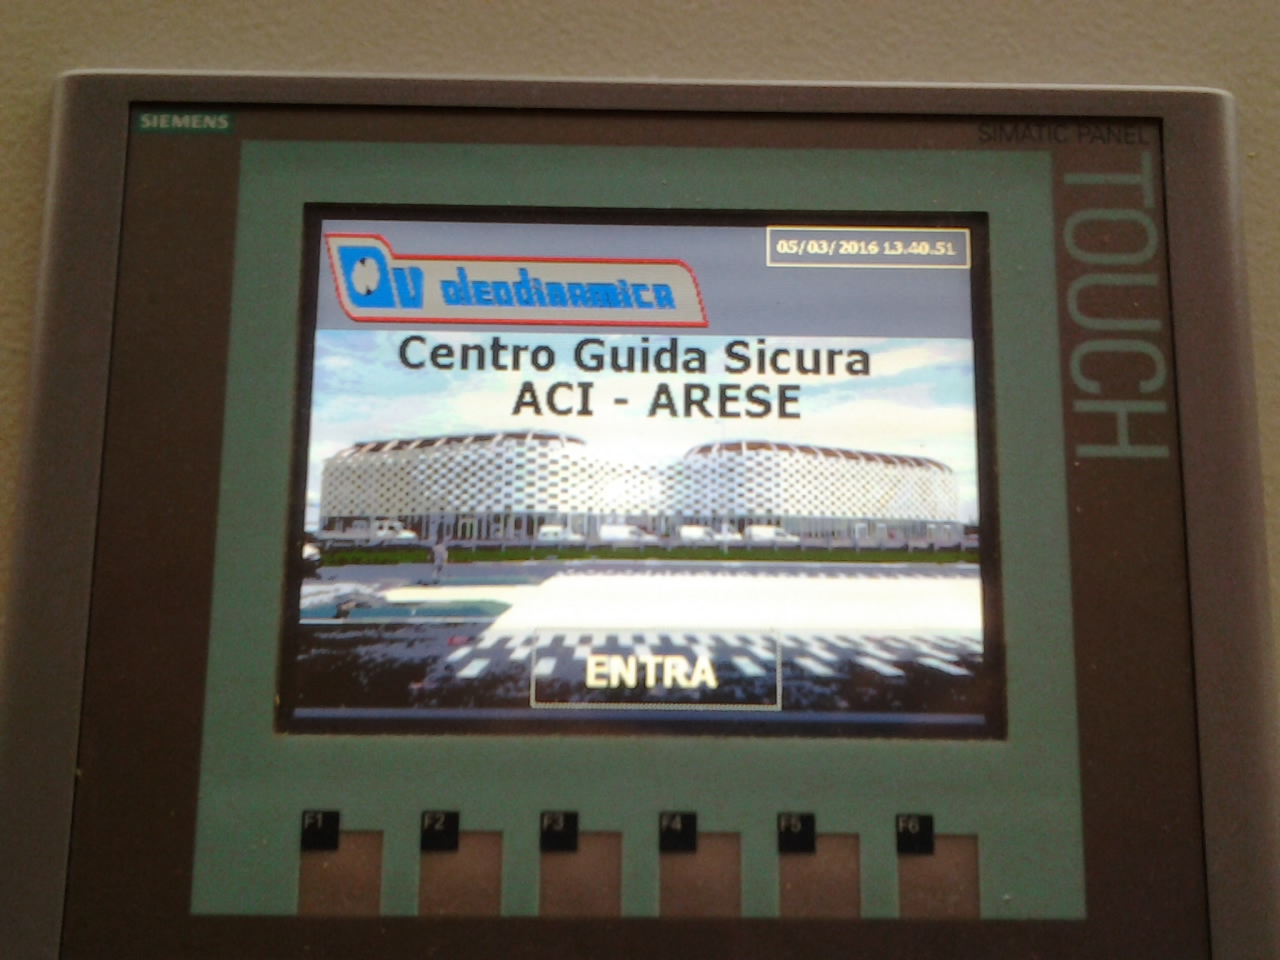 SIEMENS
SIMATIC PANEL
TOUCH
OV oleodinamica
05/03/2016 13.40.51
Centro Guida Sicura
ACI - ARESE
ENTRA
F1 F2 F3 F4 F5 F6